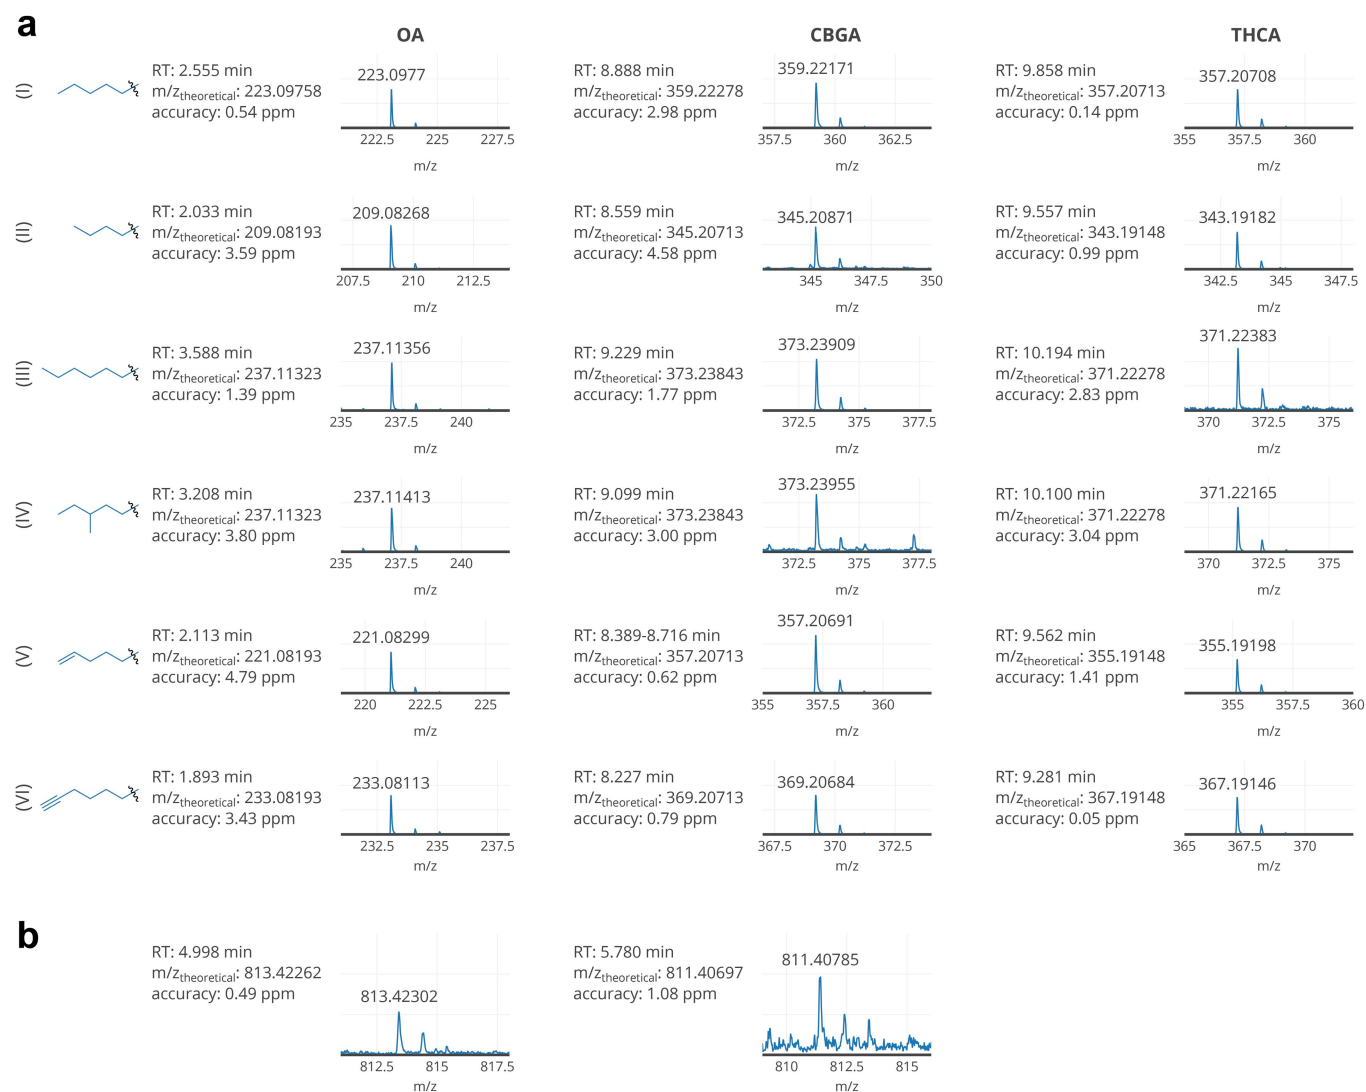 a
OA
CBGA
THCA
(I)
RT: 2.555 min
m/ztheoretical: 223.09758
accuracy: 0.54 ppm
223.0977
222.5 225 227.5
m/z
RT: 8.888 min
m/ztheoretical: 359.22278
accuracy: 2.98 ppm
359.22171
357.5 360 362.5
m/z
RT: 9.858 min
m/ztheoretical: 357.20713
accuracy: 0.14 ppm
357.20708
355 357.5 360
m/z
(II)
RT: 2.033 min
m/ztheoretical: 209.08193
accuracy: 3.59 ppm
209.08268
207.5 210 212.5
m/z
RT: 8.559 min
m/ztheoretical: 345.20713
accuracy: 4.58 ppm
345.20871
345 347.5 350
m/z
RT: 9.557 min
m/ztheoretical: 343.19148
accuracy: 0.99 ppm
343.19182
342.5 345 347.5
m/z
(III)
RT: 3.588 min
m/ztheoretical: 237.11323
accuracy: 1.39 ppm
237.11356
235 237.5 240
m/z
RT: 9.229 min
m/ztheoretical: 373.23843
accuracy: 1.77 ppm
373.23909
372.5 375 377.5
m/z
RT: 10.194 min
m/ztheoretical: 371.22278
accuracy: 2.83 ppm
371.22383
370 372.5 375
m/z
(IV)
RT: 3.208 min
m/ztheoretical: 237.11323
accuracy: 3.80 ppm
237.11413
235 237.5 240
m/z
RT: 9.099 min
m/ztheoretical: 373.23843
accuracy: 3.00 ppm
373.23955
372.5 375 377.5
m/z
RT: 10.100 min
m/ztheoretical: 371.22278
accuracy: 3.04 ppm
371.22165
370 372.5 375
m/z
(V)
RT: 2.113 min
m/ztheoretical: 221.08193
accuracy: 4.79 ppm
221.08299
220 222.5 225
m/z
RT: 8.389-8.716 min
m/ztheoretical: 357.20713
accuracy: 0.62 ppm
357.20691
355 357.5 360
m/z
RT: 9.562 min
m/ztheoretical: 355.19148
accuracy: 1.41 ppm
355.19198
355 357.5 360
m/z
(VI)
RT: 1.893 min
m/ztheoretical: 233.08193
accuracy: 3.43 ppm
233.08113
232.5 235 237.5
m/z
RT: 8.227 min
m/ztheoretical: 369.20713
accuracy: 0.79 ppm
369.20684
367.5 370 372.5
m/z
RT: 9.281 min
m/ztheoretical: 367.19148
accuracy: 0.05 ppm
367.19146
365 367.5 370
m/z
b
RT: 4.998 min
m/ztheoretical: 813.42262
accuracy: 0.49 ppm
813.42302
812.5 815 817.5
m/z
RT: 5.780 min
m/ztheoretical: 811.40697
accuracy: 1.08 ppm
811.40785
810 812.5 815
m/z